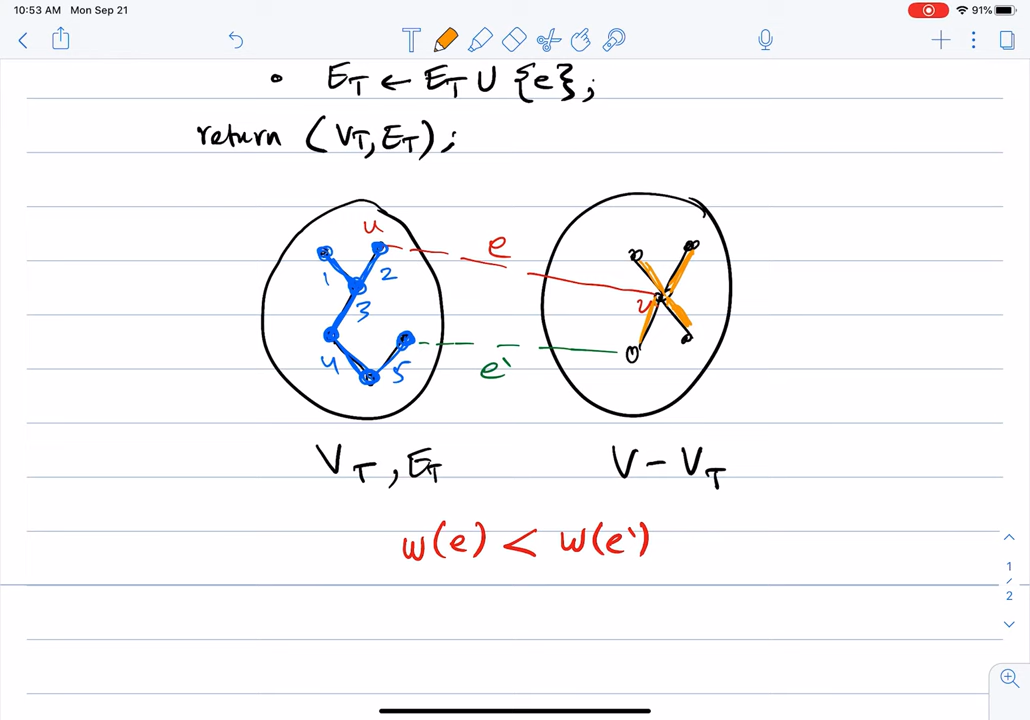 10:53 AM Mon Sep 21
91%
T
• E_T ← E_T ∪ {e};
return (V_T, E_T);
u
e
1 2
3
v
4 5
e'
V_T, E_T
V - V_T
w(e) < w(e')
1
/
2